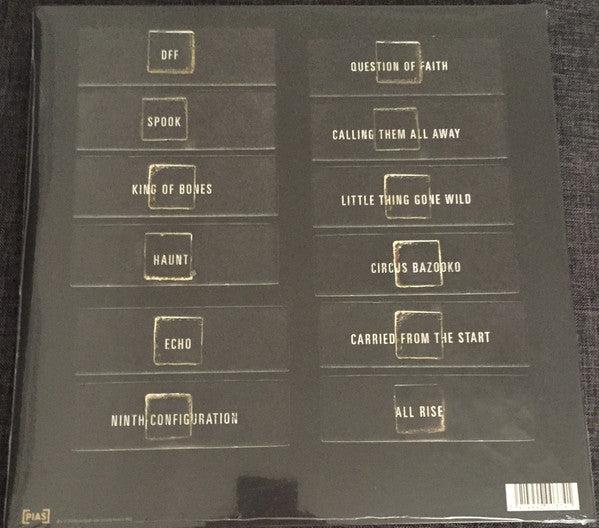 DFF
SPOOK
KING OF BONES
HAUNT
ECHO
NINTH CONFIGURATION
QUESTION OF FAITH
CALLING THEM ALL AWAY
LITTLE THING GONE WILD
CIRCUS BAZOOKO
CARRIED FROM THE START
ALL RISE
[PIAS]